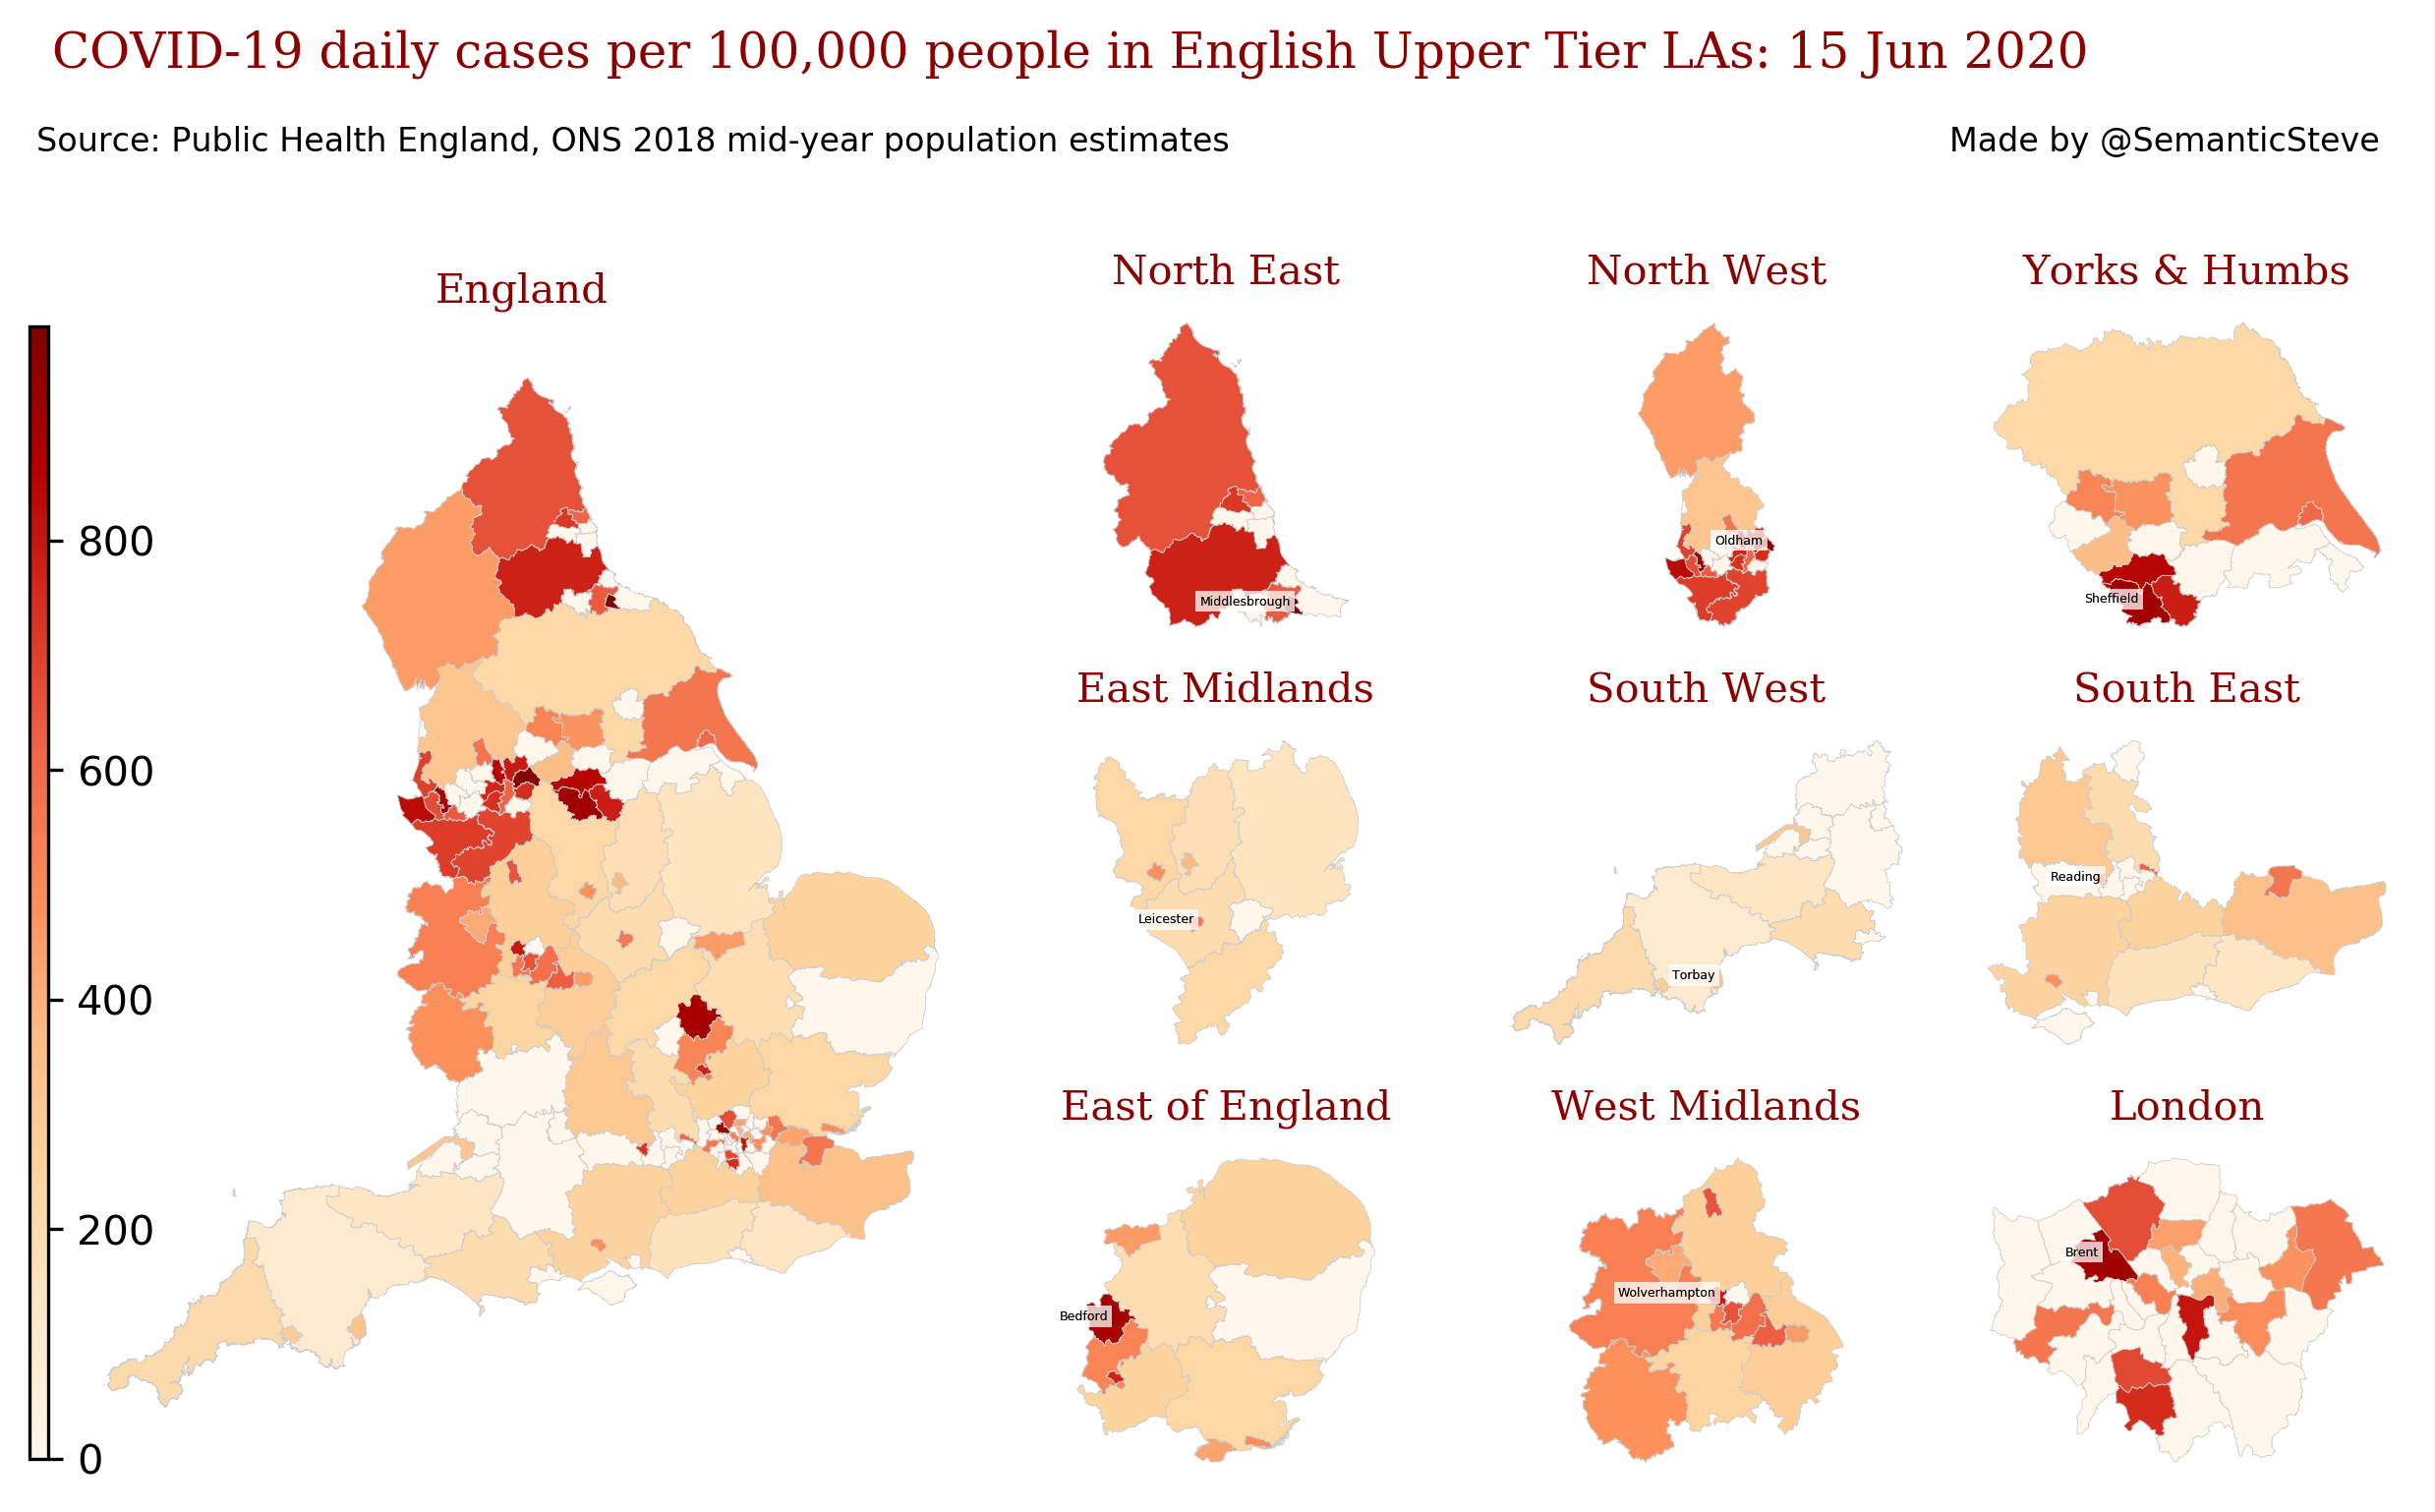 COVID-19 daily cases per 100,000 people in English Upper Tier LAs: 15 Jun 2020
Source: Public Health England, ONS 2018 mid-year population estimates
Made by @SemanticSteve
England
North East
North West
Yorks & Humbs
800
600
400
200
0
Middlesbrough
Oldham
Sheffield
East Midlands
South West
South East
Leicester
Torbay
Reading
East of England
West Midlands
London
Bedford
Wolverhampton
Brent